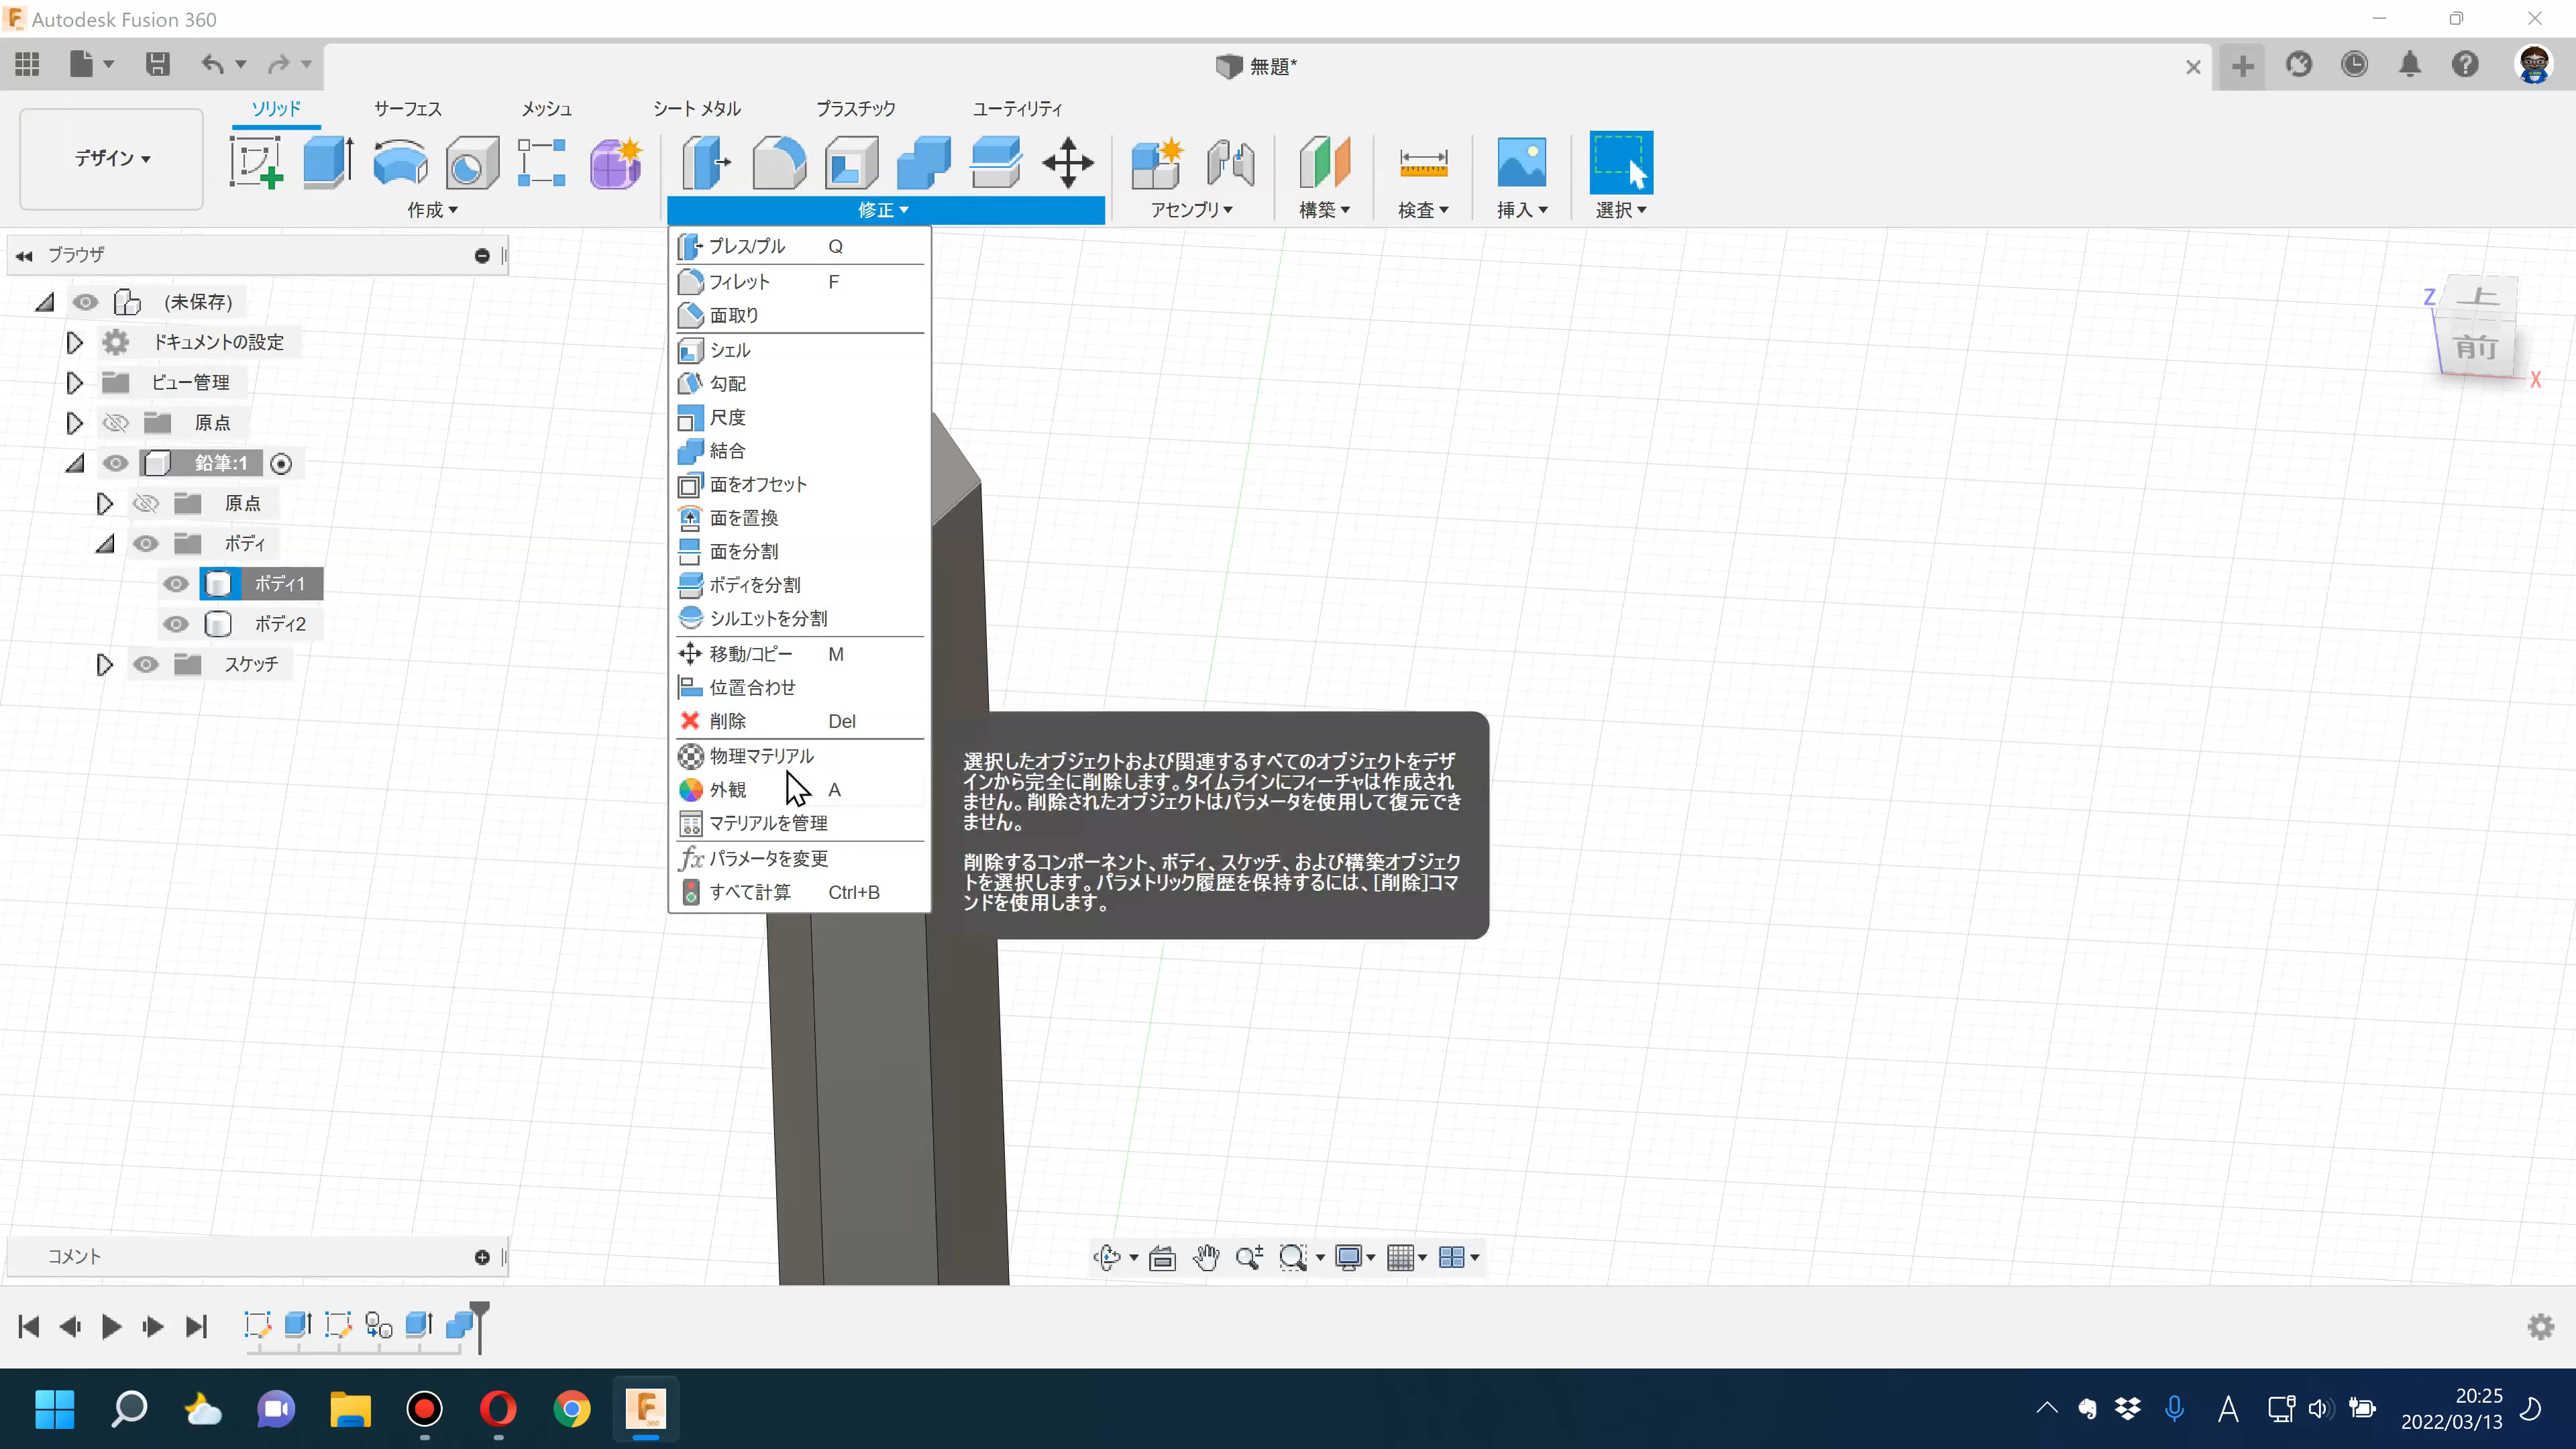 Autodesk Fusion 360
無題*
ソリッド
サーフェス
メッシュ
シート メタル
プラスチック
ユーティリティ
デザイン
作成
修正
アセンブリ
構築
検査
挿入
選択
ブラウザ
(未保存)
ドキュメントの設定
ビュー管理
原点
鉛筆:1
原点
ボディ
ボディ1
ボディ2
スケッチ
プレス/プル Q
フィレット F
面取り
シェル
勾配
尺度
結合
面をオフセット
面を置換
面を分割
ボディを分割
シルエットを分割
移動/コピー M
位置合わせ
削除 Del
物理マテリアル
外観 A
マテリアルを管理
fx パラメータを変更
すべて計算 Ctrl+B
選択したオブジェクトおよび関連するすべてのオブジェクトをデザ
インから完全に削除します。タイムラインにフィーチャは作成され
ません。削除されたオブジェクトはパラメータを使用して復元でき
ません。
削除するコンポーネント、ボディ、スケッチ、および構築オブジェク
トを選択します。パラメトリック履歴を保持するには、[削除]コマ
ンドを使用します。
Z
上
前
X
コメント
360
A
20:25
2022/03/13